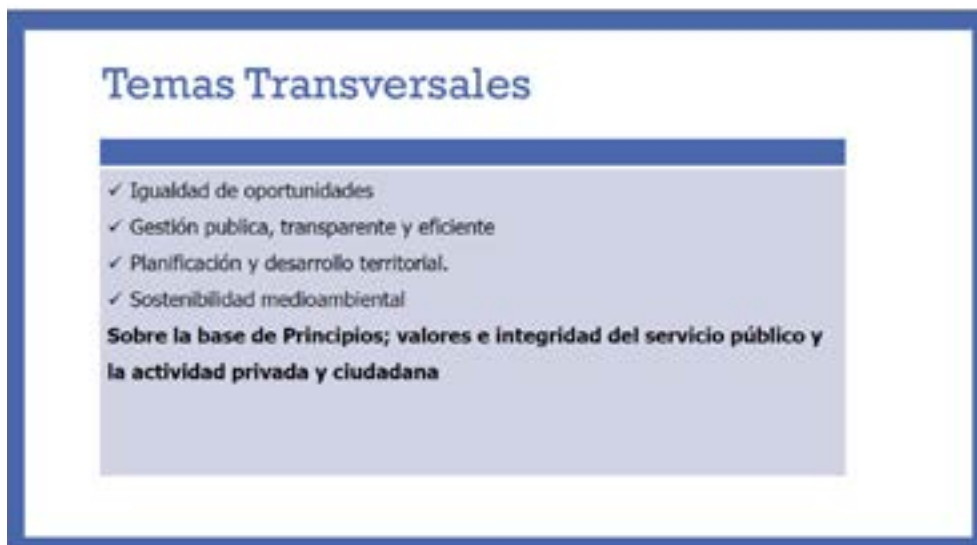 Temas Transversales
✓ Igualdad de oportunidades
✓ Gestión publica, transparente y eficiente
✓ Planificación y desarrollo territorial.
✓ Sostenibilidad medioambiental
Sobre la base de Principios; valores e integridad del servicio público y
la actividad privada y ciudadana